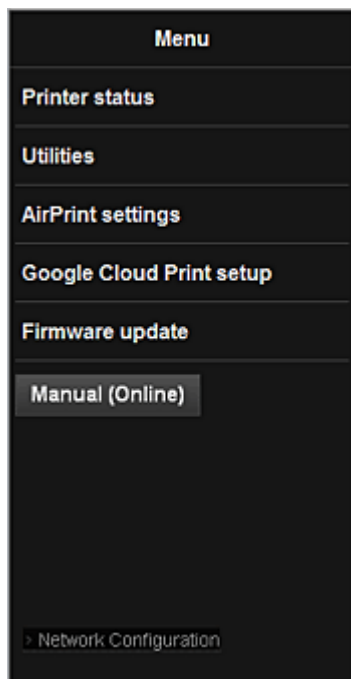 Menu
Printer status
Utilities
AirPrint settings
Google Cloud Print setup
Firmware update
Manual (Online)
> Network Configuration